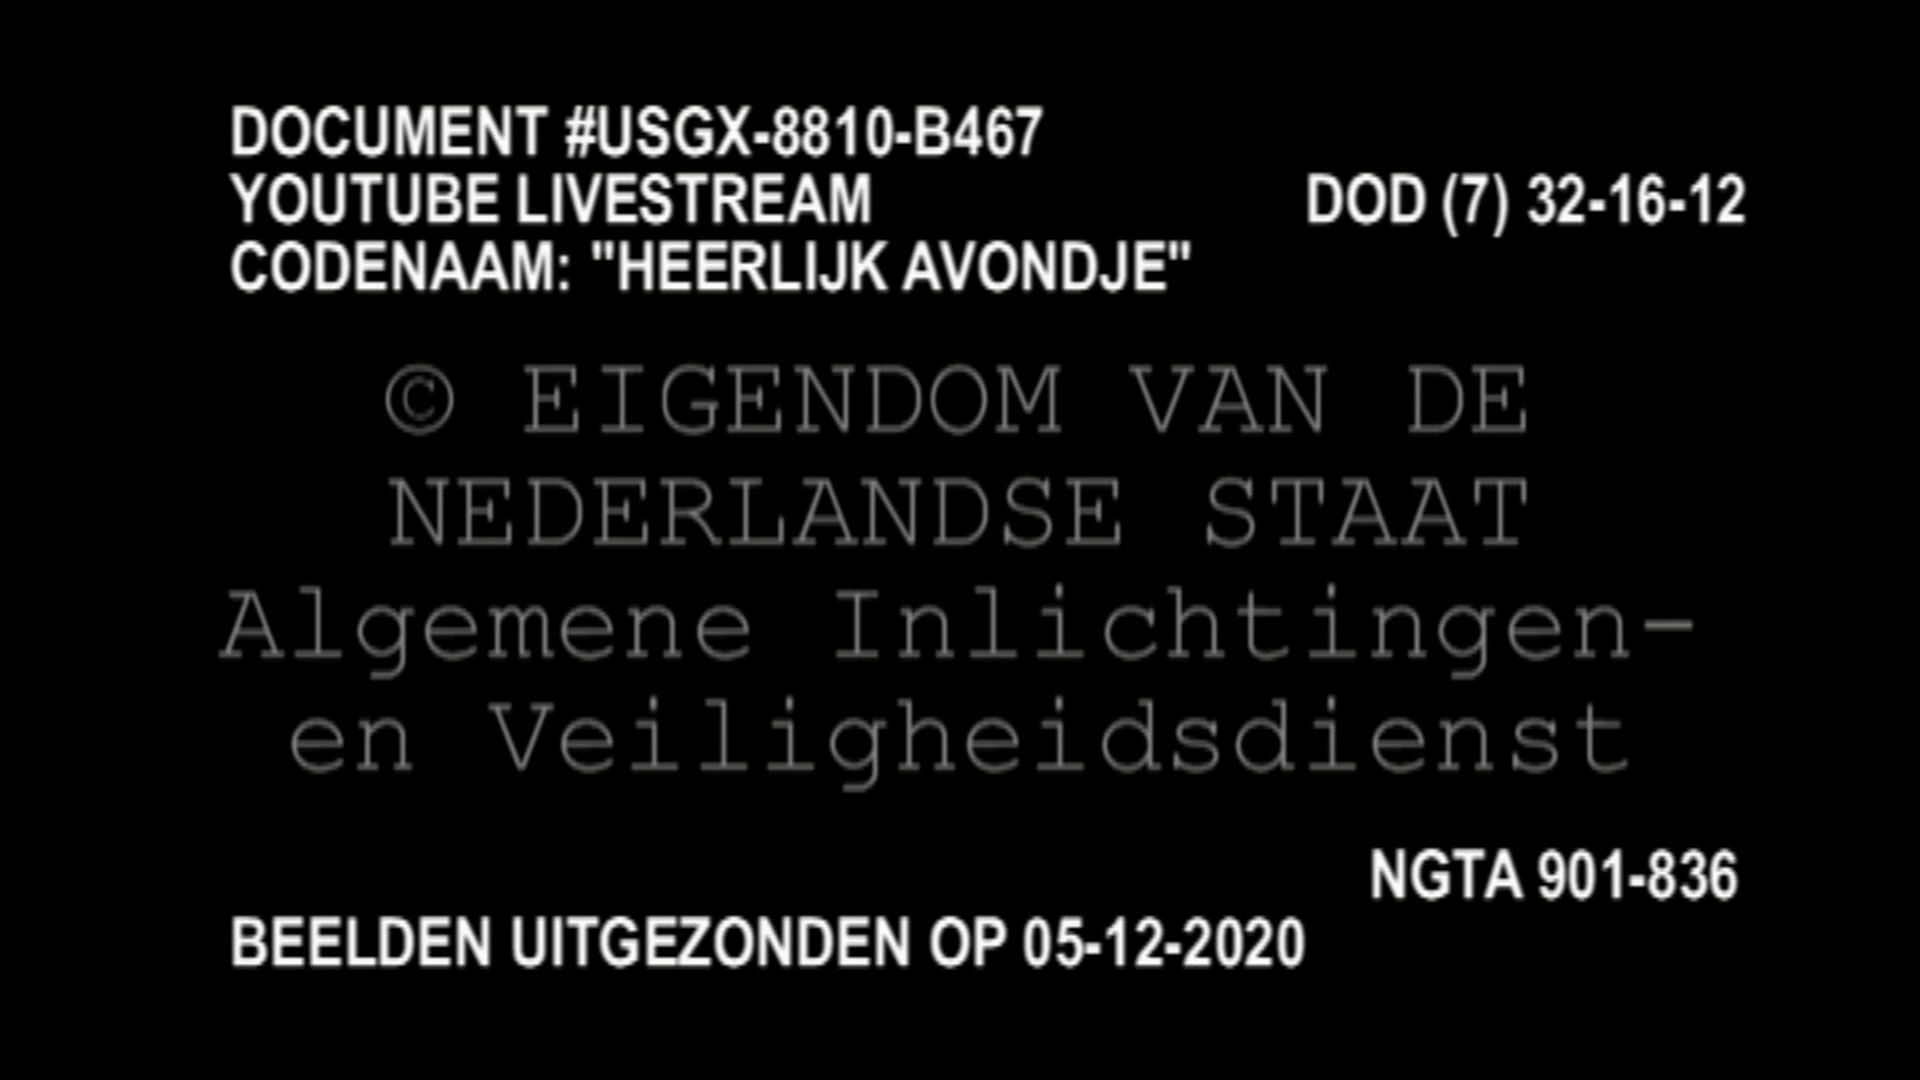 DOCUMENT #USGX-8810-B467
YOUTUBE LIVESTREAM DOD (7) 32-16-12
CODENAAM: "HEERLIJK AVONDJE"
© EIGENDOM VAN DE
NEDERLANDSE STAAT
Algemene Inlichtingen-
en Veiligheidsdienst
NGTA 901-836
BEELDEN UITGEZONDEN OP 05-12-2020